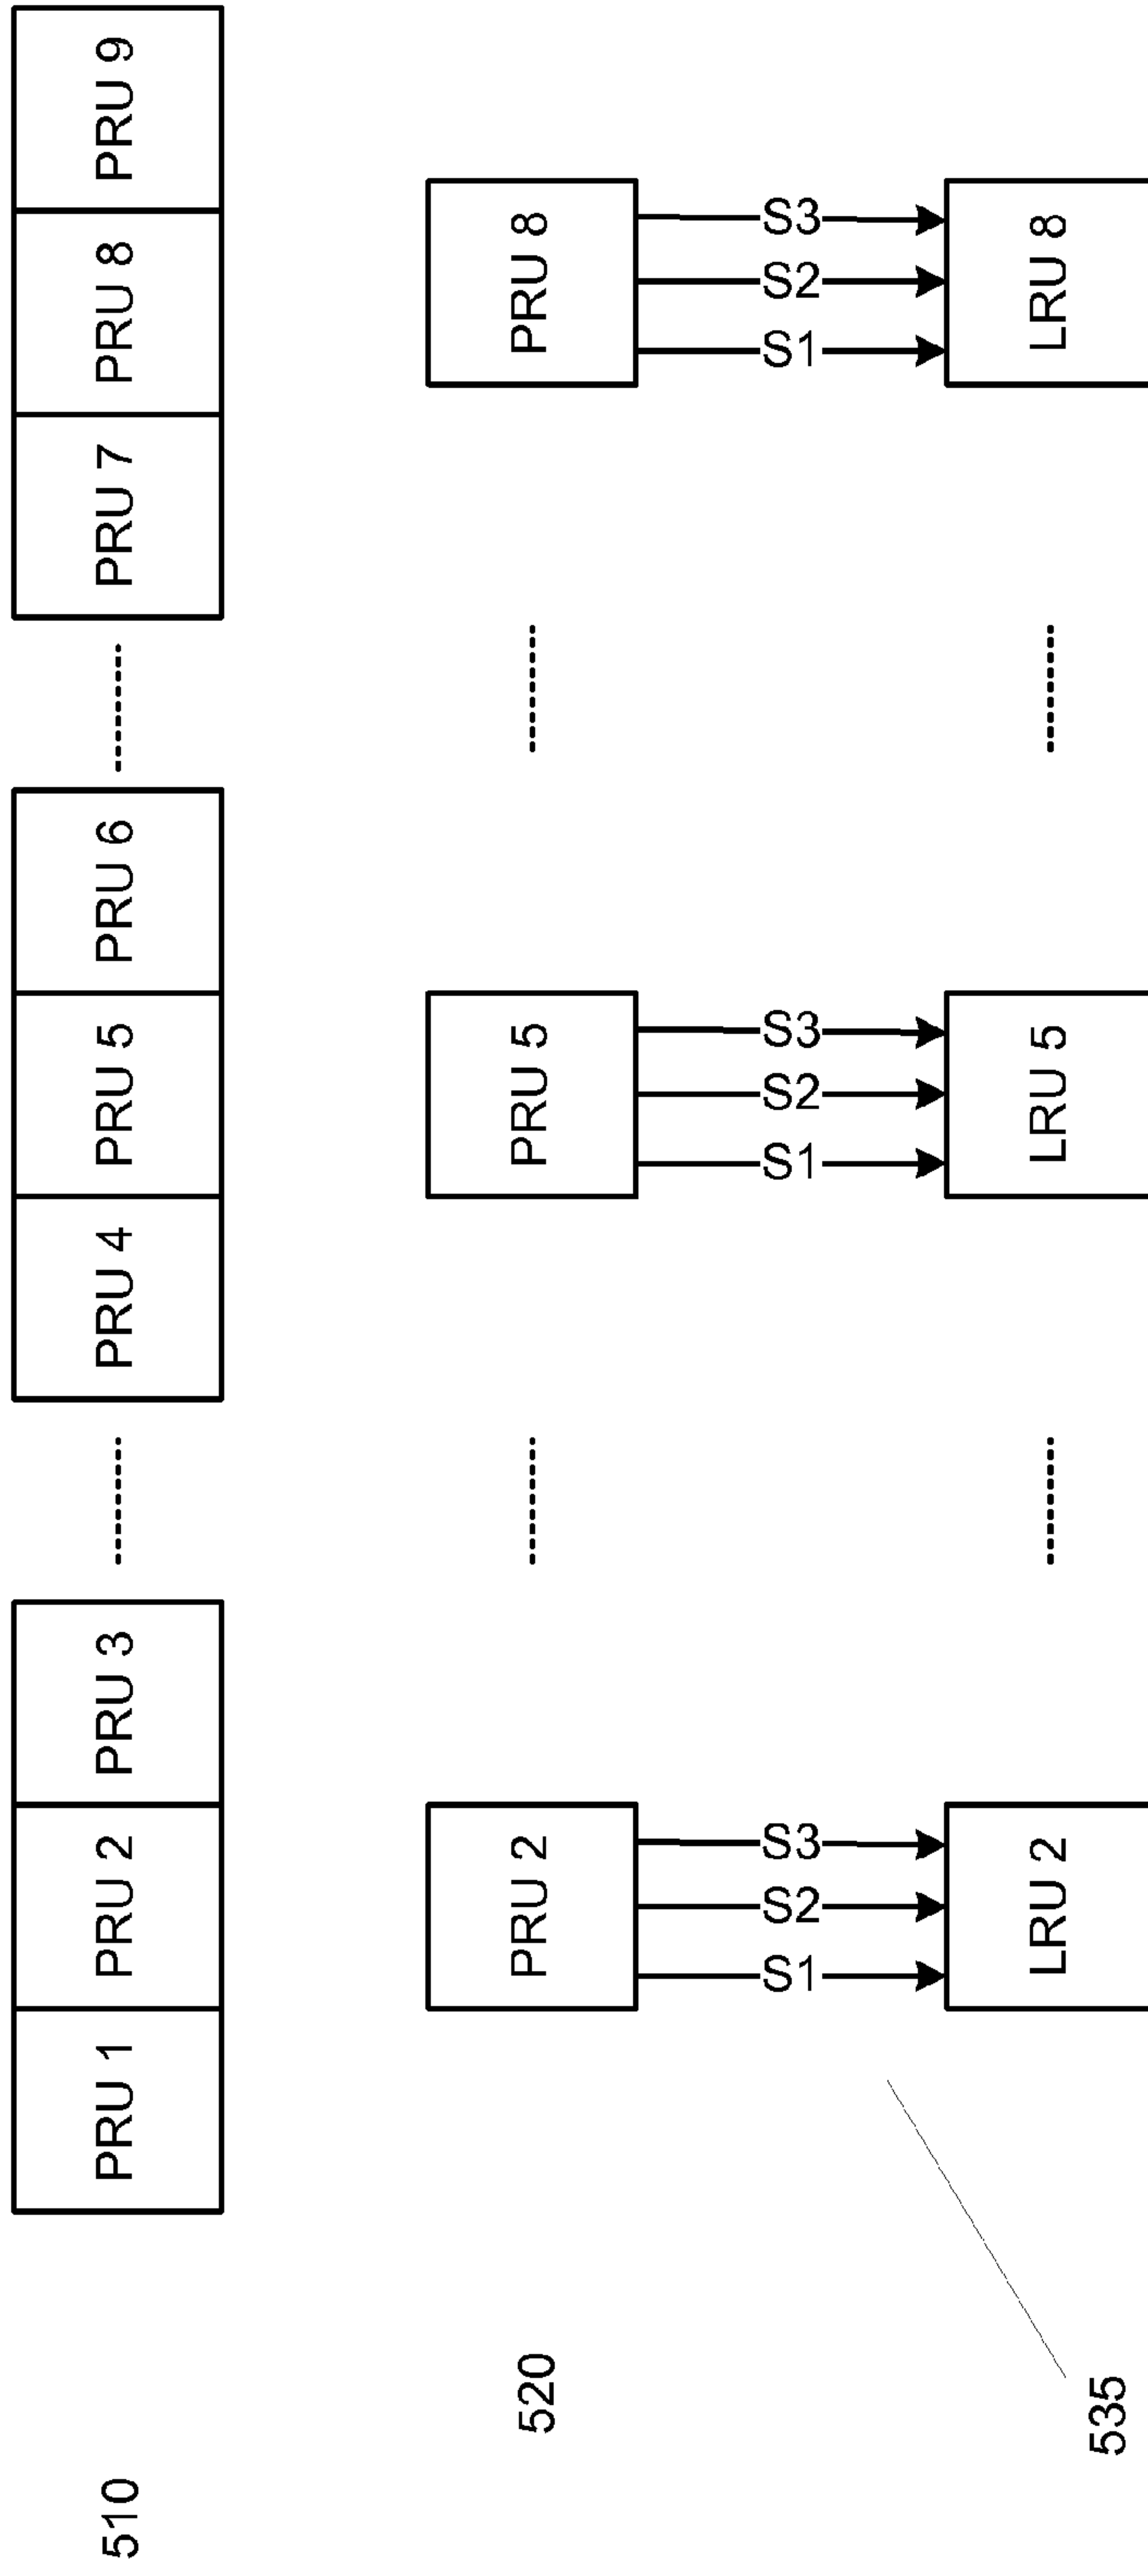 510
PRU 1 PRU 2 PRU 3 PRU 4 PRU 5 PRU 6 PRU 7 PRU 8 PRU 9
520
PRU 2 PRU 5 PRU 8
S1 S2 S3 S1 S2 S3 S1 S2 S3
535
LRU 2 LRU 5 LRU 8